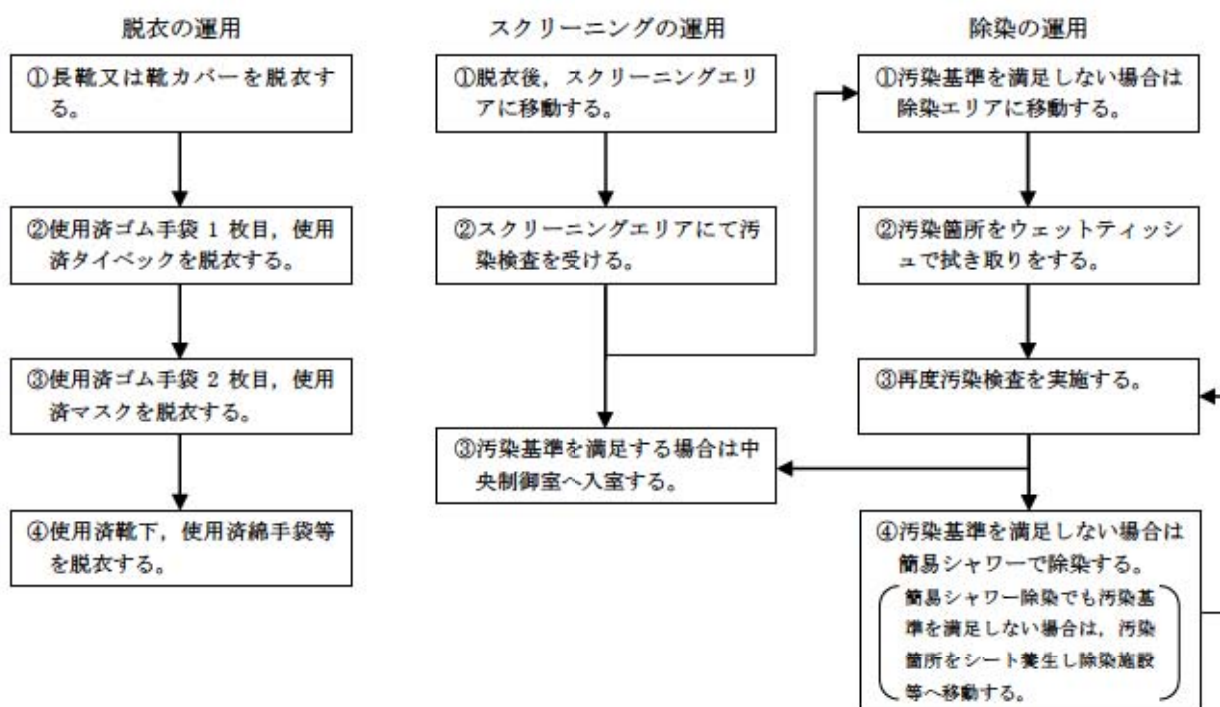 脱衣の運用
①長靴又は靴カバーを脱衣す
る。
②使用済ゴム手袋 1 枚目，使用
済タイベックを脱衣する。
③使用済ゴム手袋 2 枚目，使用
済マスクを脱衣する。
④使用済靴下，使用済綿手袋等
を脱衣する。
スクリーニングの運用
①脱衣後，スクリーニングエリ
アに移動する。
②スクリーニングエリアにて汚
染検査を受ける。
③汚染基準を満足する場合は中
央制御室へ入室する。
除染の運用
①汚染基準を満足しない場合は
除染エリアに移動する。
②汚染箇所をウェットティッシ
ュで拭き取りをする。
③再度汚染検査を実施する。
④汚染基準を満足しない場合は
簡易シャワーで除染する。
簡易シャワー除染でも汚染基
準を満足しない場合は，汚染
箇所をシート養生し除染施設
等へ移動する。